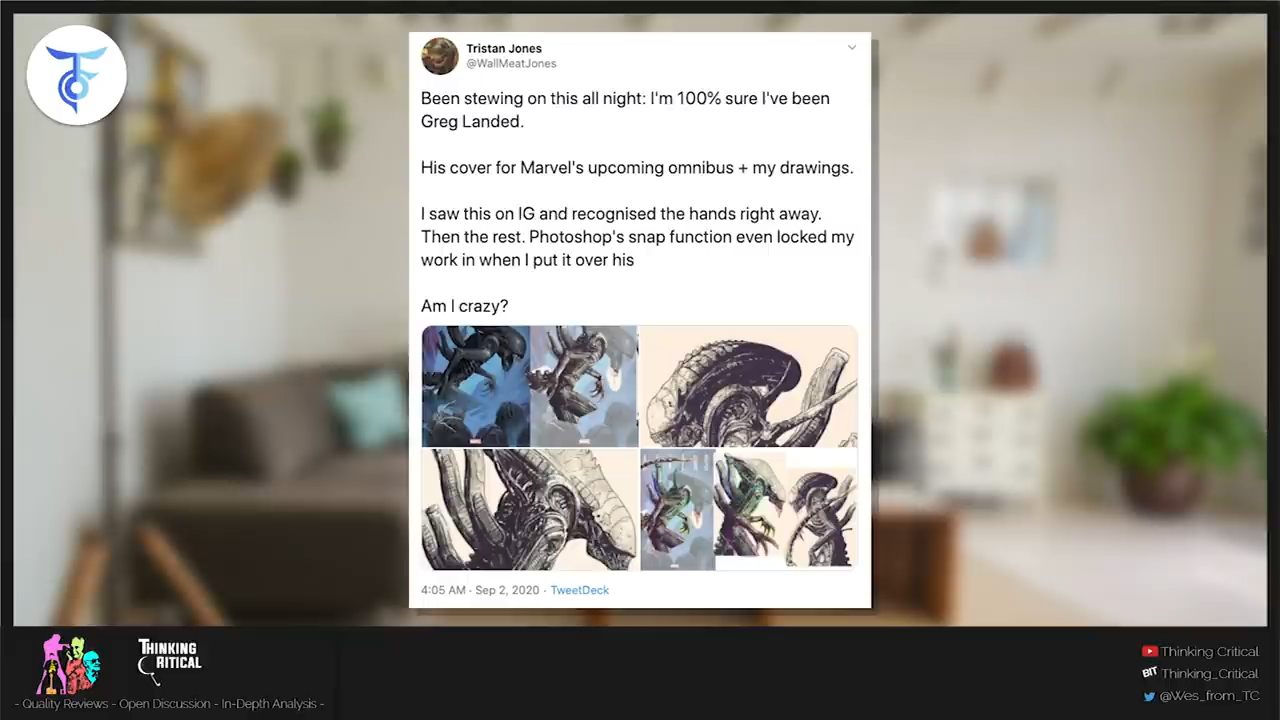 Tristan Jones
@WallMeatJones
Been stewing on this all night: I'm 100% sure I've been
Greg Landed.
His cover for Marvel's upcoming omnibus + my drawings.
I saw this on IG and recognised the hands right away.
Then the rest. Photoshop's snap function even locked my
work in when I put it over his
Am I crazy?
4:05 AM · Sep 2, 2020 · TweetDeck
THINKING
CRITICAL
- Quality Reviews - Open Discussion - In-Depth Analysis -
Thinking Critical
BIT Thinking_Critical
@Wes_from_TC